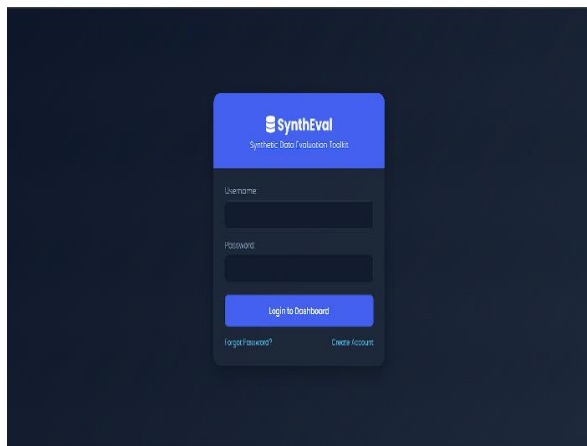 SynthEval
Synthetic Data Evaluation Toolkit
Username:
Password:
Login to Dashboard
Forgot Password? Create Account